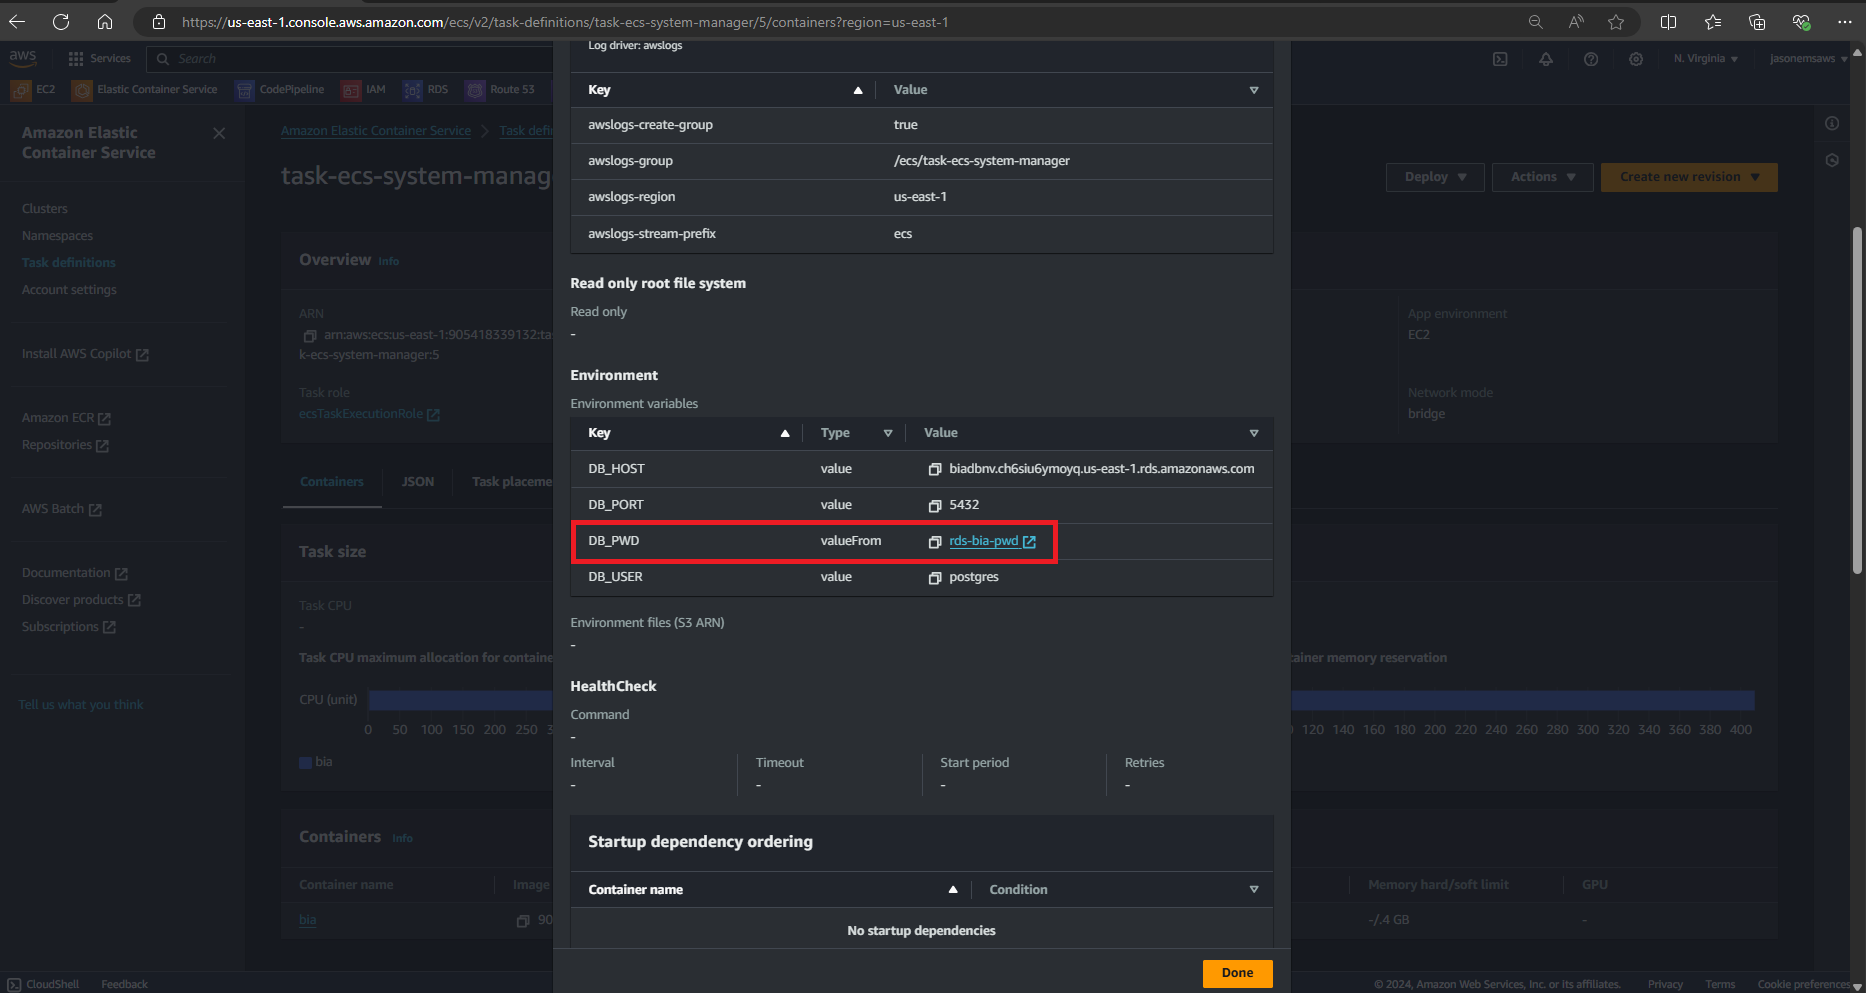 https://us-east-1.console.aws.amazon.com/ecs/v2/task-definitions/task-ecs-system-manager/5/containers?region=us-east-1
aws
Services
Search
N. Virginia
jasonemsaws
EC2
Elastic Container Service
CodePipeline
IAM
RDS
Route 53
Amazon Elastic
Container Service
Clusters
Namespaces
Task definitions
Account settings
Install AWS Copilot
Amazon ECR
Repositories
AWS Batch
Documentation
Discover products
Subscriptions
Tell us what you think
Amazon Elastic Container Service
Task defin
task-ecs-system-manag
Deploy
Actions
Create new revision
Overview Info
ARN
arn:aws:ecs:us-east-1:905418339132:tas
k-ecs-system-manager:5
App environment
EC2
Task role
ecsTaskExecutionRole
Network mode
bridge
Containers
JSON
Task placeme
Task size
Task CPU
-
Task CPU maximum allocation for containe
tainer memory reservation
CPU (unit)
0 50 100 150 200 250
120 140 160 180 200 220 240 260 280 300 320 340 360 380 400
bia
Containers Info
Container name
Image
Memory hard/soft limit
GPU
bia
90
-/.4 GB
-
Log driver: awslogs
Key
Value
awslogs-create-group
true
awslogs-group
/ecs/task-ecs-system-manager
awslogs-region
us-east-1
awslogs-stream-prefix
ecs
Read only root file system
Read only
-
Environment
Environment variables
Key
Type
Value
DB_HOST
value
biadbnv.ch6siu6ymoyq.us-east-1.rds.amazonaws.com
DB_PORT
value
5432
DB_PWD
valueFrom
rds-bia-pwd
DB_USER
value
postgres
Environment files (S3 ARN)
-
HealthCheck
Command
-
Interval
Timeout
Start period
Retries
-
-
-
-
Startup dependency ordering
Container name
Condition
No startup dependencies
Done
CloudShell
Feedback
© 2024, Amazon Web Services, Inc. or its affiliates.
Privacy
Terms
Cookie preferences